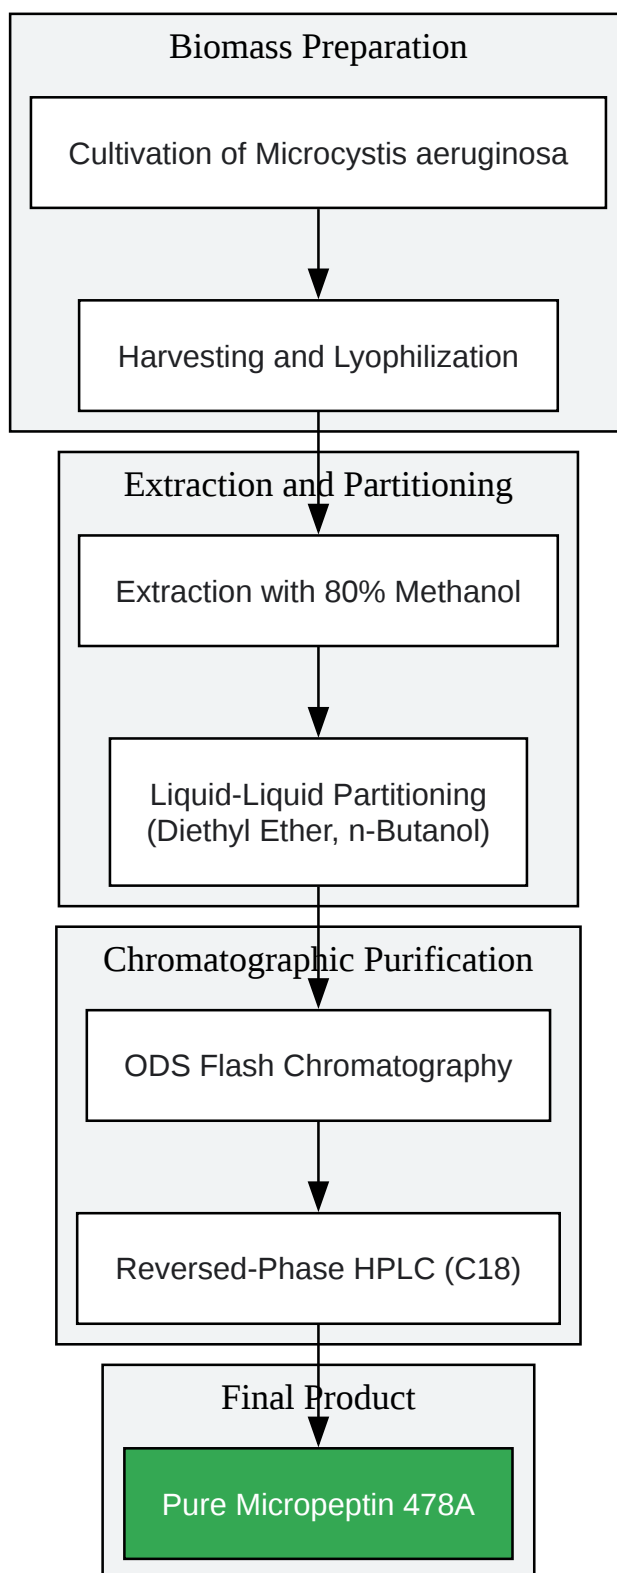 Biomass Preparation
Cultivation of Microcystis aeruginosa
Harvesting and Lyophilization
Extraction and Partitioning
Extraction with 80% Methanol
Liquid-Liquid Partitioning
(Diethyl Ether, n-Butanol)
Chromatographic Purification
ODS Flash Chromatography
Reversed-Phase HPLC (C18)
Final Product
Pure Micropeptin 478A